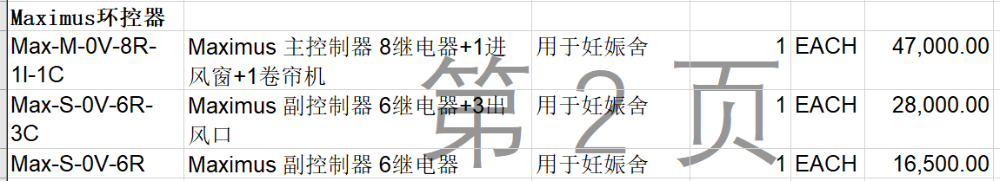 Maximus环控器
Max-M-0V-8R- Maximus 主控制器 8继电器+1进 用于妊娠舍 1 EACH 47,000.00
1I-1C 风窗+1卷帘机
Max-S-0V-6R- Maximus 副控制器 6继电器+3出 用于妊娠舍 1 EACH 28,000.00
3C 风口
Max-S-0V-6R Maximus 副控制器 6继电器 用于妊娠舍 1 EACH 16,500.00
第 2 页